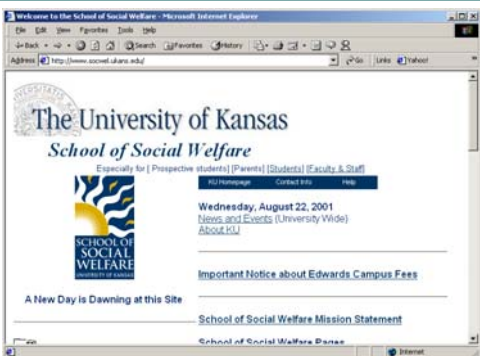 Welcome to the School of Social Welfare - Microsoft Internet Explorer
File Edit View Favorites Tools Help
Back Search Favorites History
Address http://www.socwel.ukans.edu/ Go Links Yahoo!
The University of Kansas
School of Social Welfare
Especially for [ Prospective students] [Parents] [Students] [Faculty & Staff]
KU Homepage Contact Info Help
Wednesday, August 22, 2001
News and Events (University Wide)
About KU
SCHOOL OF
SOCIAL
WELFARE
UNIVERSITY OF KANSAS
Important Notice about Edwards Campus Fees
A New Day is Dawning at this Site
School of Social Welfare Mission Statement
School of Social Welfare Pages
Internet